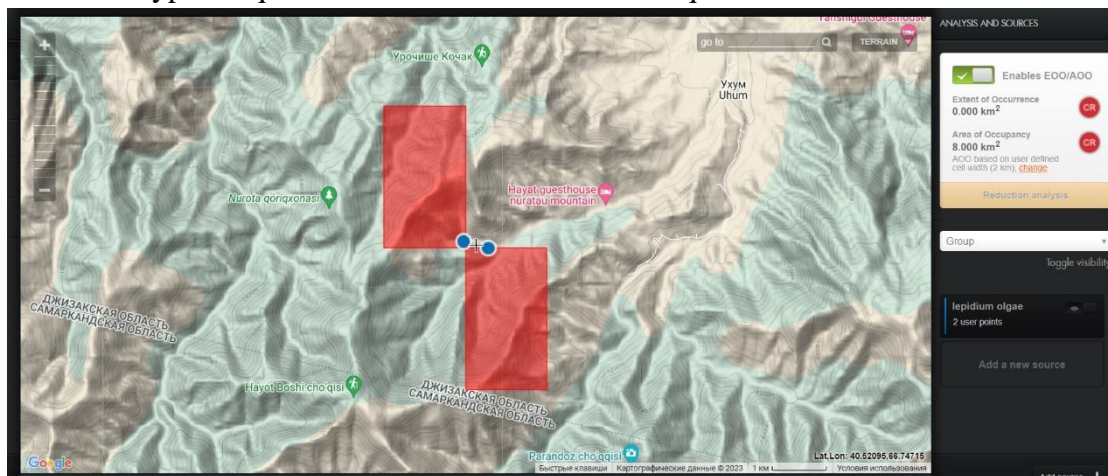 Yanshigul Guesthouse
ANALYSIS AND SOURCES
go to
TERRAIN
Урочище Кочак
Enables EOO/AOO
Ухум
Uhum
Extent of Occurrence
0.000 km²
CR
Area of Occupancy
8.000 km²
CR
AOO based on user defined
cell width (2 km), change
Nurota qoriqxonasi
Hayat guesthouse
nuratau mountain
Reduction analysis
Group
Toggle visibility
ДЖИЗАКСКАЯ ОБЛАСТЬ
САМАРКАНДСКАЯ ОБЛАСТЬ
lepidium olgae
2 user points
Add a new source
Hayot Boshi cho'qisi
ДЖИЗАКСКАЯ ОБЛАСТЬ
САМАРКАНДСКАЯ ОБЛАСТЬ
Parandoz cho'qqisi
Lat,Lon: 40.52095,66.74715
Google
Быстрые клавиши
Картографические данные © 2023
1 км
Условия использования